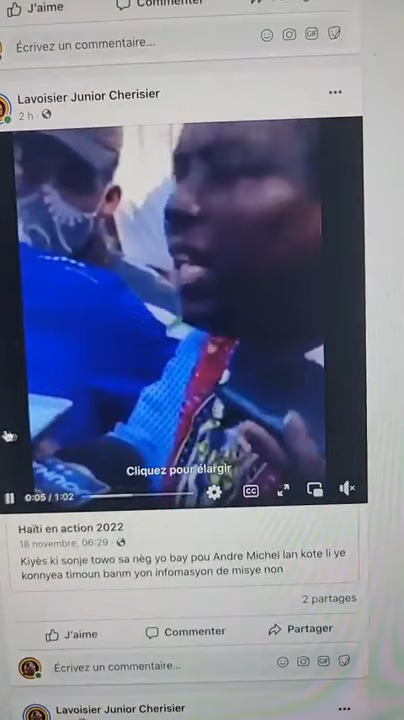 J'aime
Commenter
Écrivez un commentaire...
GIF
Lavoisier Junior Cherisier
2 h ·
Cliquez pour élargir
0:05 / 1:02
CC
Haïti en action 2022
18 novembre, 06:29 ·
Kiyès ki sonje towo sa nèg yo bay pou Andre Michel lan kote li ye
konnyea timoun banm yon infomasyon de misye non
2 partages
J'aime
Commenter
Partager
Écrivez un commentaire...
GIF
Lavoisier Junior Cherisier